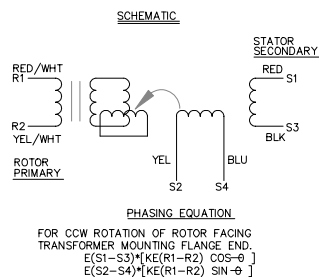 SCHEMATIC
STATOR
SECONDARY
RED/WHT
R1
RED
S1
R2
YEL/WHT
S3
BLK
ROTOR
PRIMARY
YEL
BLU
S2
S4
PHASING EQUATION
FOR CCW ROTATION OF ROTOR FACING
TRANSFORMER MOUNTING FLANGE END.
E(S1-S3)*[KE(R1-R2) COS θ ]
E(S2-S4)*[KE(R1-R2) SIN θ ]